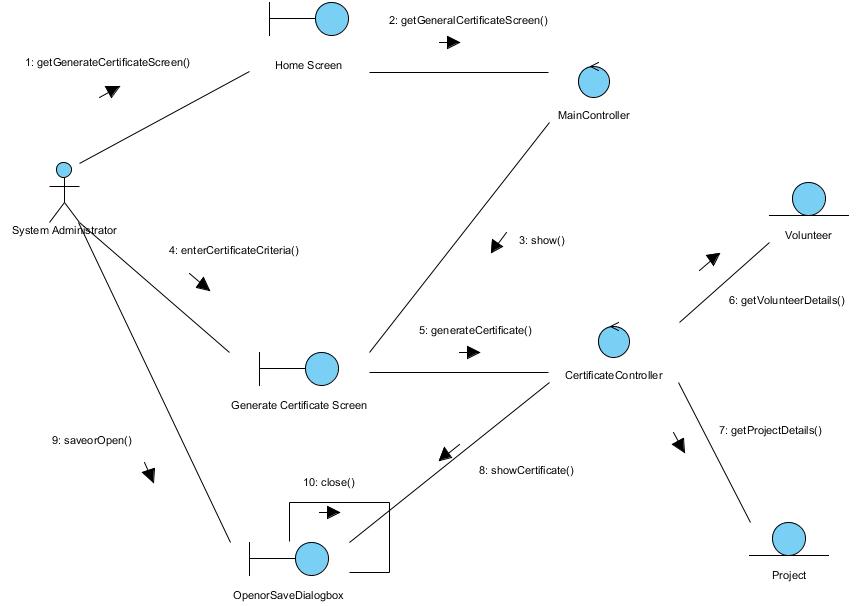 2: getGeneralCertificateScreen()
1: getGenerateCertificateScreen()
Home Screen
MainController
System Administrator
Volunteer
4: enterCertificateCriteria()
3: show()
6: getVolunteerDetails()
5: generateCertificate()
CertificateController
Generate Certificate Screen
9: saveorOpen()
7: getProjectDetails()
8: showCertificate()
10: close()
Project
OpenorSaveDialogbox